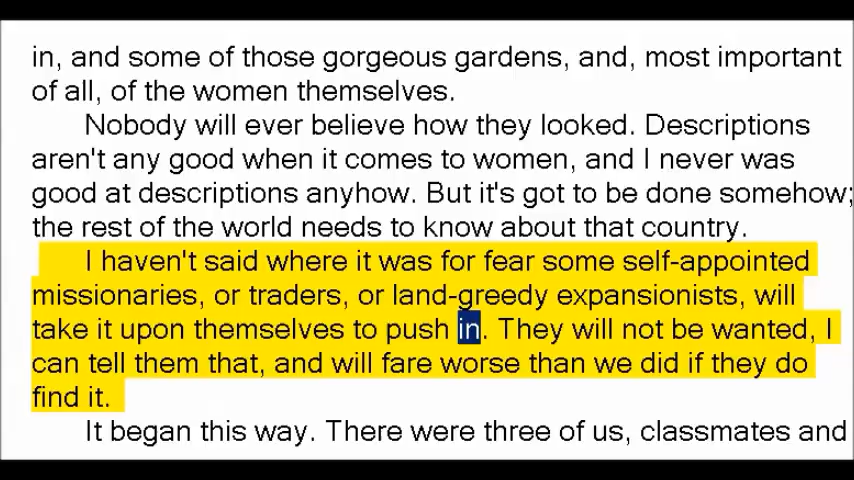 in, and some of those gorgeous gardens, and, most important
of all, of the women themselves.
Nobody will ever believe how they looked. Descriptions
aren't any good when it comes to women, and I never was
good at descriptions anyhow. But it's got to be done somehow;
the rest of the world needs to know about that country.
I haven't said where it was for fear some self-appointed
missionaries, or traders, or land-greedy expansionists, will
take it upon themselves to push in. They will not be wanted, I
can tell them that, and will fare worse than we did if they do
find it.
It began this way. There were three of us, classmates and